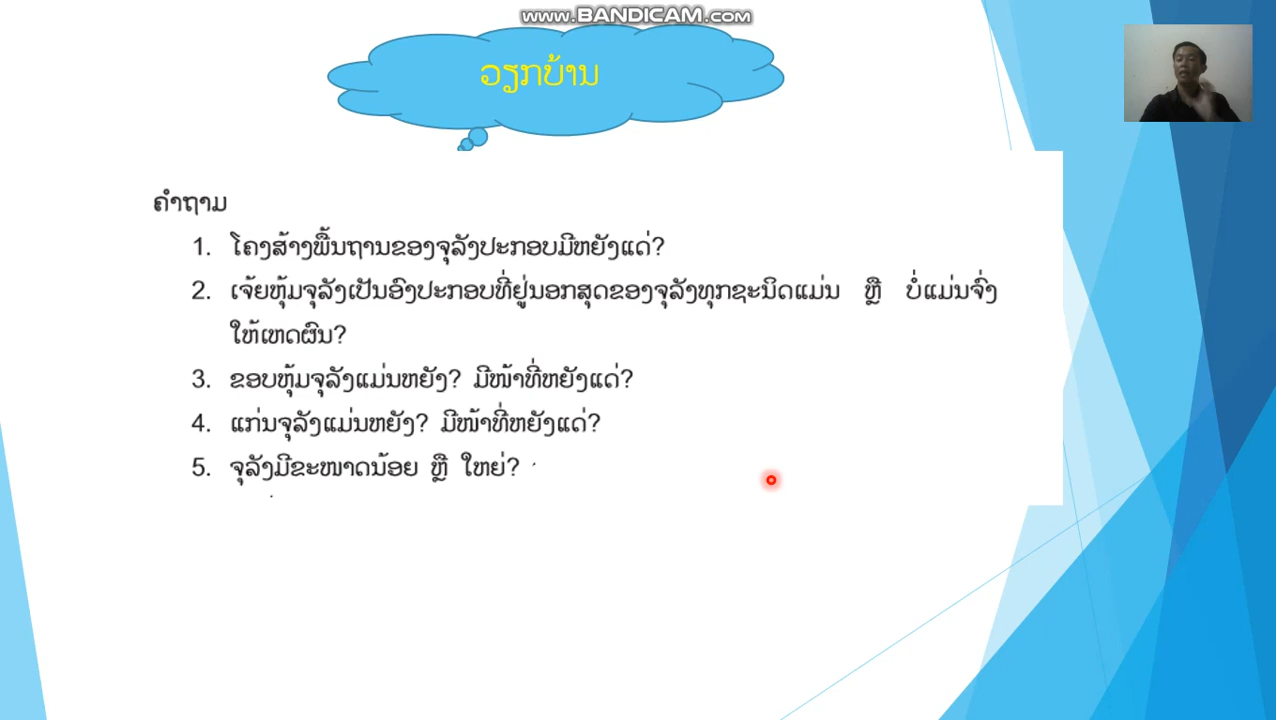 WWW.BANDICAM.COM
ວຽກບ້ານ
ຄຳຖາມ
1. ໂຄງສ້າງພື້ນຖານຂອງຈຸລັງປະກອບມີຫຍັງແດ່?
2. ເຈ້ຍຫຸ້ມຈຸລັງເປັນອົງປະກອບທີ່ຢູ່ນອກສຸດຂອງຈຸລັງທຸກຊະນິດແມ່ນ ຫຼື ບໍ່ແມ່ນຈົ່ງ
ໃຫ້ເຫດຜົນ?
3. ຂອບຫຸ້ມຈຸລັງແມ່ນຫຍັງ? ມີໜ້າທີ່ຫຍັງແດ່?
4. ແກ່ນຈຸລັງແມ່ນຫຍັງ? ມີໜ້າທີ່ຫຍັງແດ່?
5. ຈຸລັງມີຂະໜາດນ້ອຍ ຫຼື ໃຫຍ່?